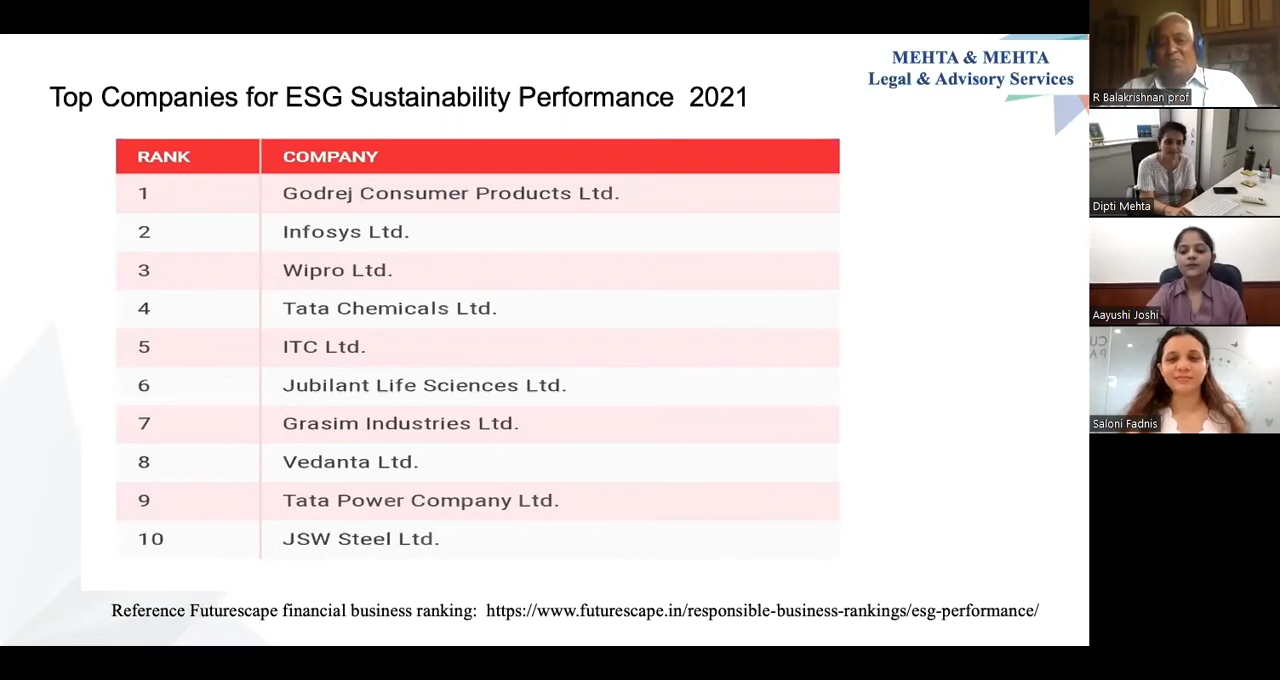 MEHTA & MEHTA
Legal & Advisory Services
Top Companies for ESG Sustainability Performance 2021
RANK COMPANY
1 Godrej Consumer Products Ltd.
2 Infosys Ltd.
3 Wipro Ltd.
4 Tata Chemicals Ltd.
5 ITC Ltd.
6 Jubilant Life Sciences Ltd.
7 Grasim Industries Ltd.
8 Vedanta Ltd.
9 Tata Power Company Ltd.
10 JSW Steel Ltd.
Reference Futurescape financial business ranking: https://www.futurescape.in/responsible-business-rankings/esg-performance/
R Balakrishnan prof
Dipti Mehta
Aayushi Joshi
Saloni Fadnis